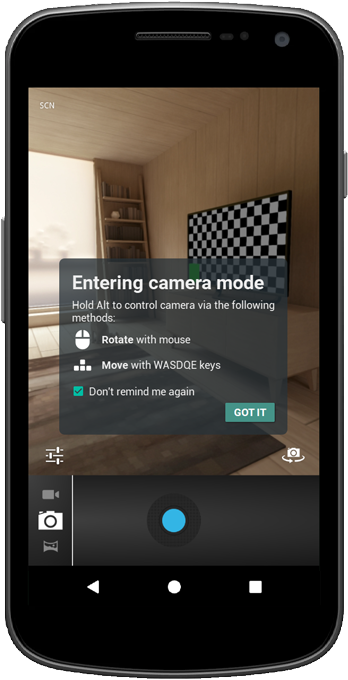 SCN
Entering camera mode
Hold Alt to control camera via the following
methods:
Rotate with mouse
Move with WASDQE keys
Don't remind me again
GOT IT